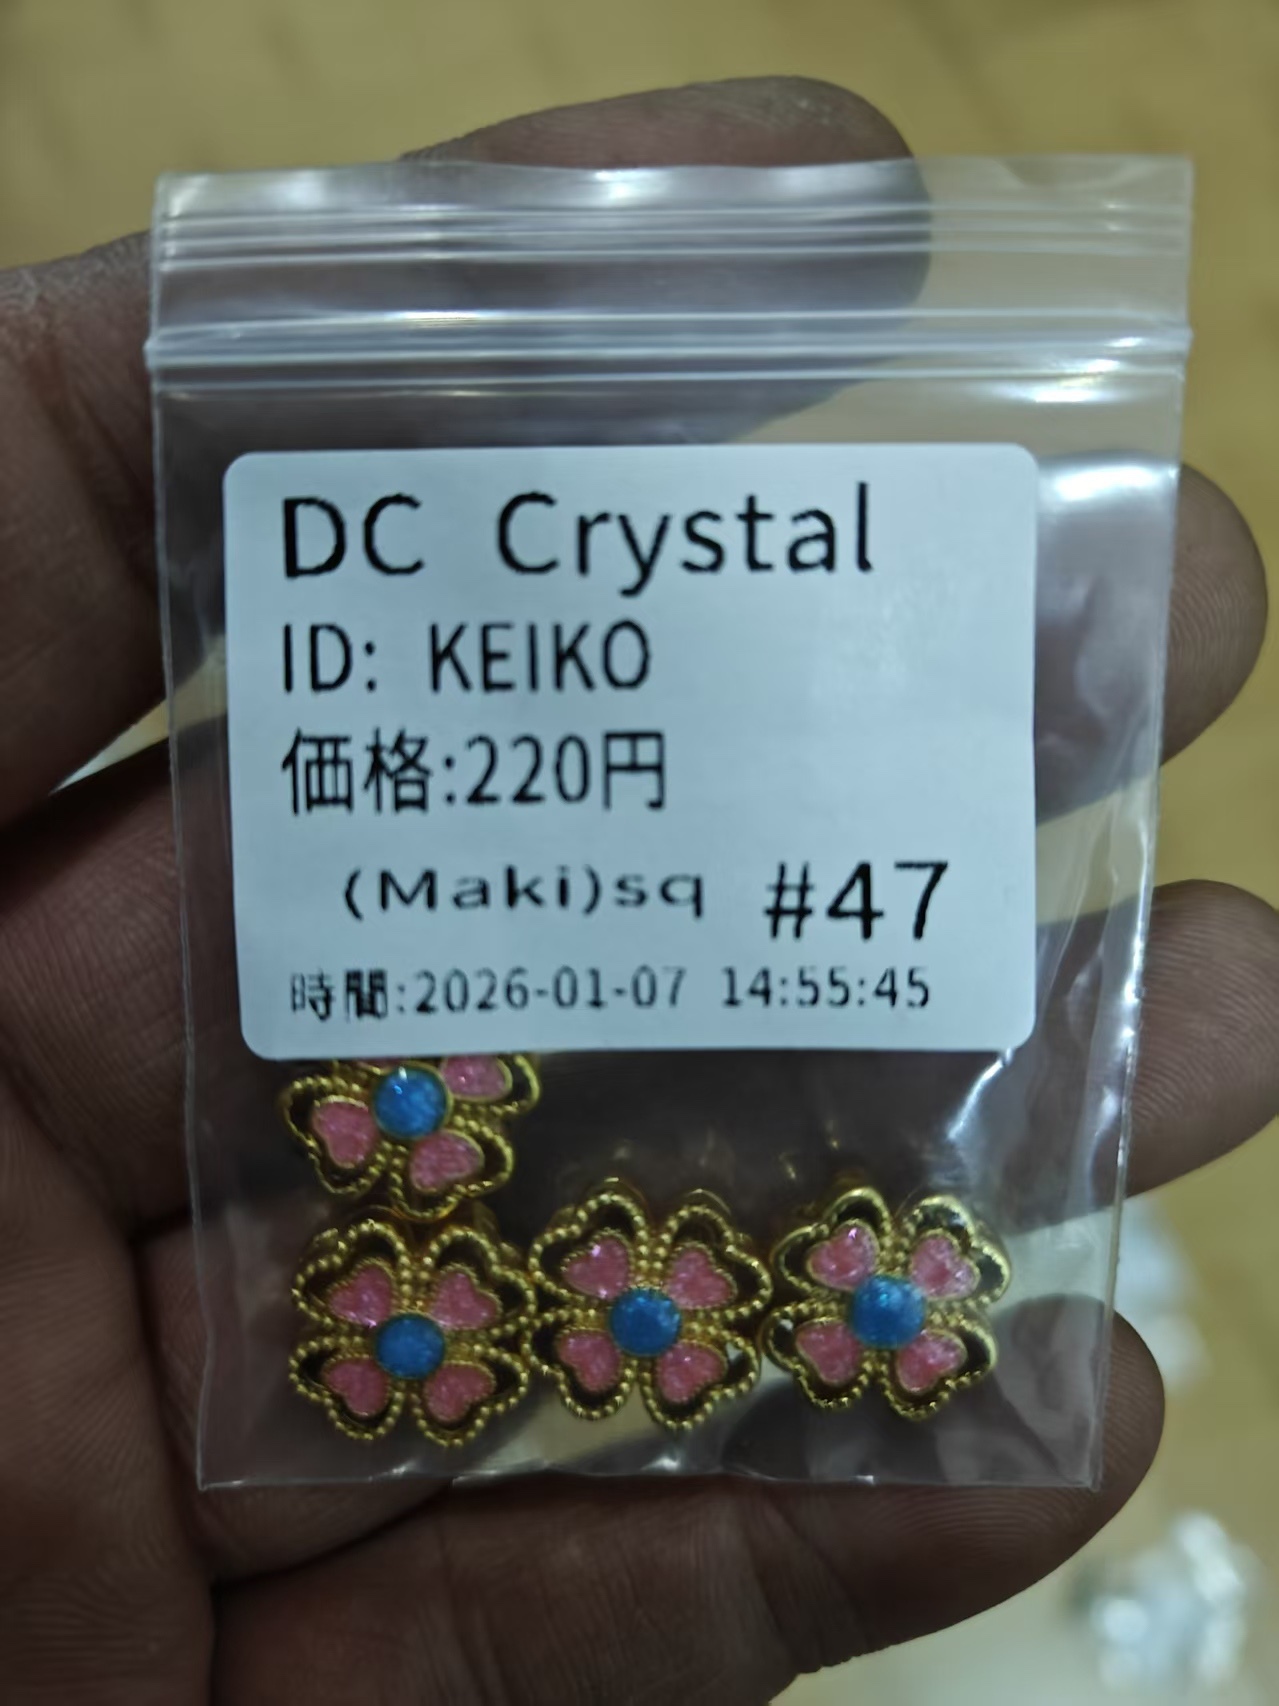 DC Crystal
ID: KEIKO
価格:220円
(Maki)sq #47
時間:2026-01-07 14:55:45